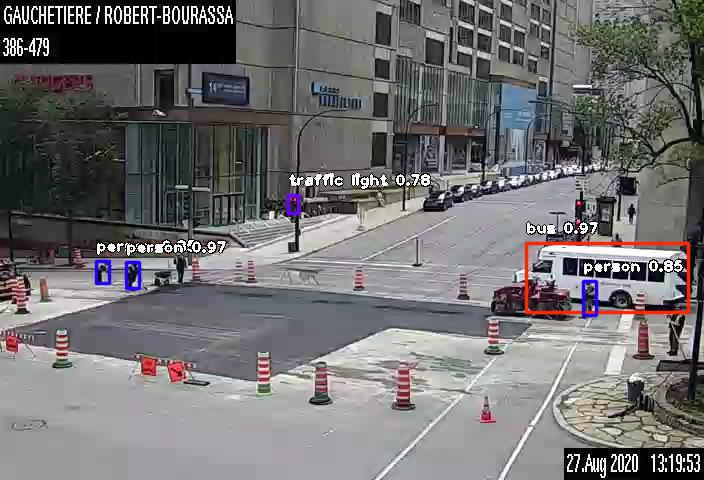 GAUCHETIERE / ROBERT-BOURASSA
386-479
traffic light 0.78
bus 0.97
person 0.97
person 0.85
27.Aug 2020 13:19:53